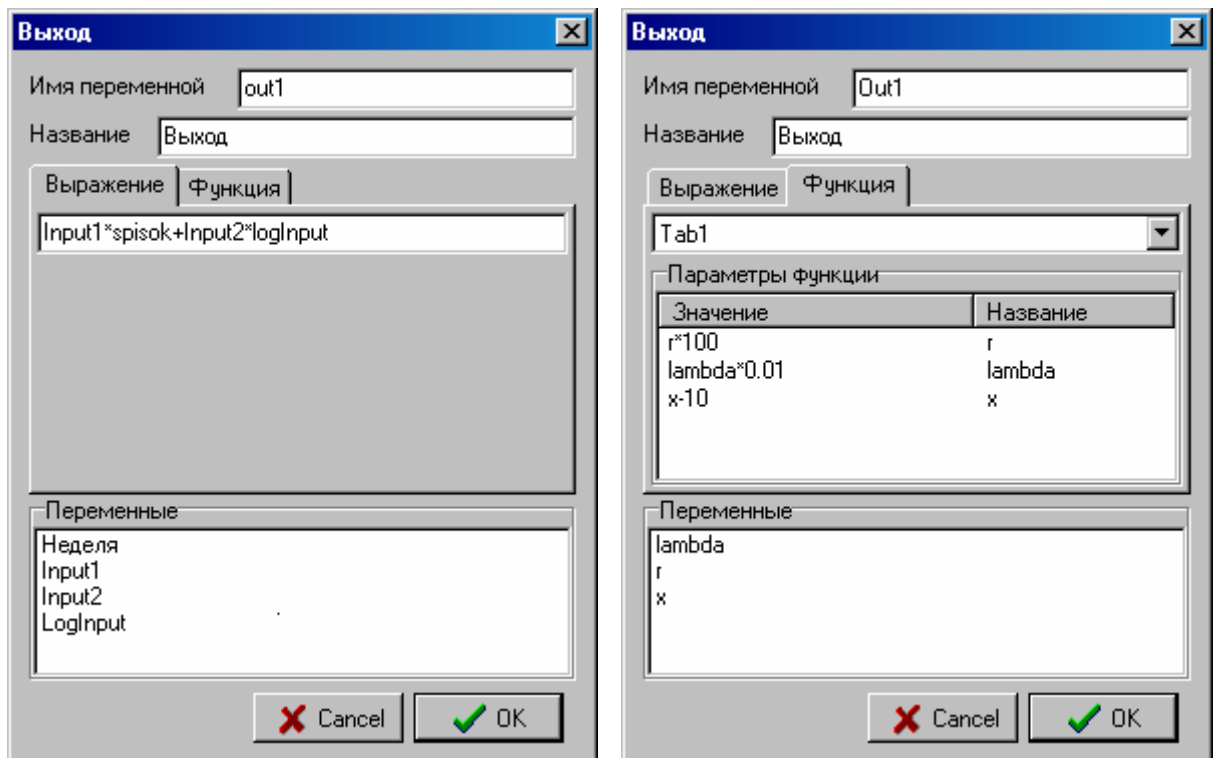 Выход
Имя переменной out1
Название Выход
Выражение Функция
Input1*spisok+Input2*logInput
Переменные
Неделя
Input1
Input2
LogInput
Cancel OK
Выход
Имя переменной Out1
Название Выход
Выражение Функция
Tab1
Параметры функции
Значение Название
r*100 r
lambda*0.01 lambda
x-10 x
Переменные
lambda
r
x
Cancel OK